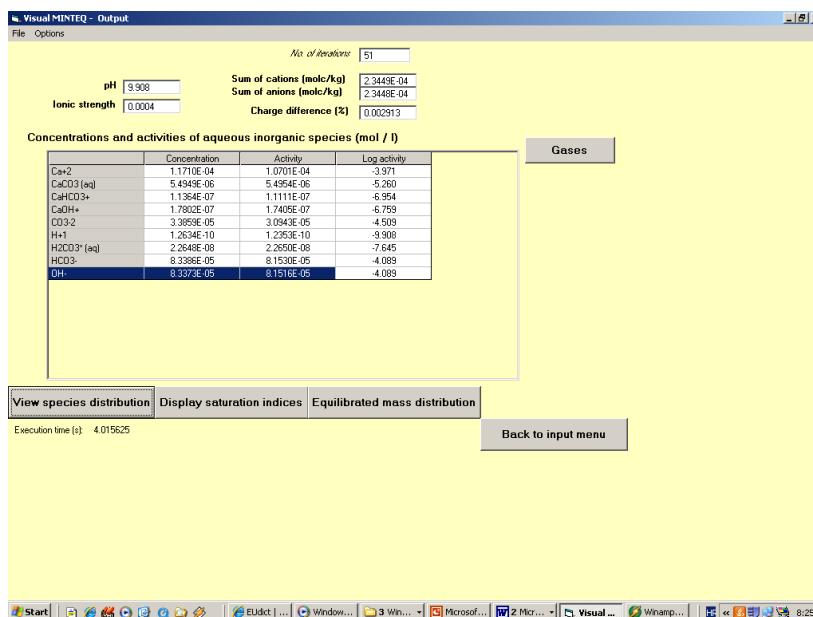 Visual MINTEQ - Output
File Options
No. of iterations 51
pH 9.908
Sum of cations (molc/kg) 2.3449E-04
Sum of anions (molc/kg) 2.3448E-04
Ionic strength 0.0004
Charge difference (%) 0.002913
Concentrations and activities of aqueous inorganic species (mol / l)
Gases
Concentration Activity Log activity
Ca+2 1.1710E-04 1.0701E-04 -3.971
CaCO3 (aq) 5.4949E-06 5.4954E-06 -5.260
CaHCO3+ 1.1364E-07 1.1111E-07 -6.954
CaOH+ 1.7802E-07 1.7405E-07 -6.759
CO3-2 3.3859E-05 3.0943E-05 -4.509
H+1 1.2634E-10 1.2353E-10 -9.908
H2CO3* (aq) 2.2648E-08 2.2650E-08 -7.645
HCO3- 8.3386E-05 8.1530E-05 -4.089
OH- 8.3373E-05 8.1516E-05 -4.089
View species distribution
Display saturation indices
Equilibrated mass distribution
Execution time (s): 4.015625
Back to input menu
Start
EUdict | ...
Window...
3 Win...
Microsof...
2 Micr...
Visual ...
Winamp...
HR
«
8:25